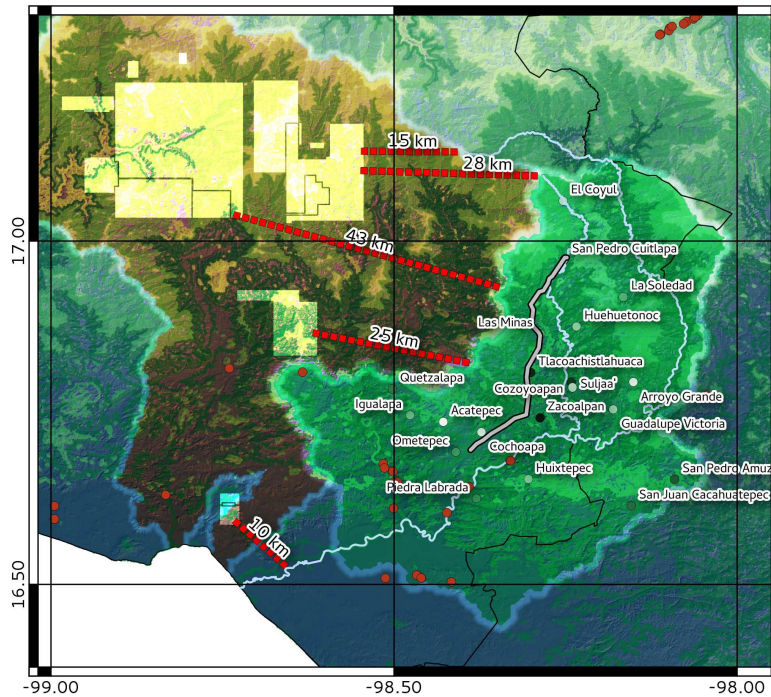 15 km
28 km
El Coyul
17.00
43 km
San Pedro Cuitlapa
La Soledad
Las Minas
Huehuetonoc
25 km
Tlacoachistlahuaca
Quetzalapa
Cozoyoapan
Suljaa'
Arroyo Grande
Igualapa
Acatepec
Zacoalpan
Guadalupe Victoria
Ometepec
Cochoapa
Huixtepec
San Pedro Amuz
Piedra Labrada
San Juan Cacahuatepec
10 km
16.50
-99.00
-98.50
-98.00